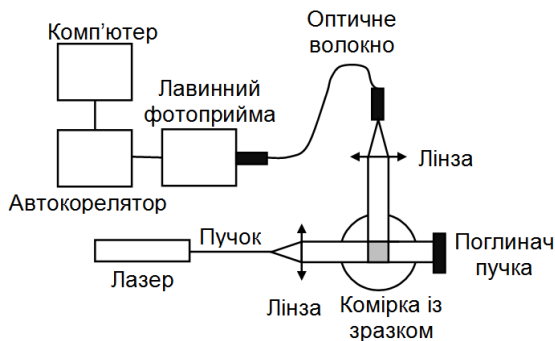 Оптичне
волокно
Комп’ютер
Лавинний
фотоприйма
Лінза
Автокорелятор
Пучок
Поглинач
пучка
Лазер
Лінза
Комірка із
зразком